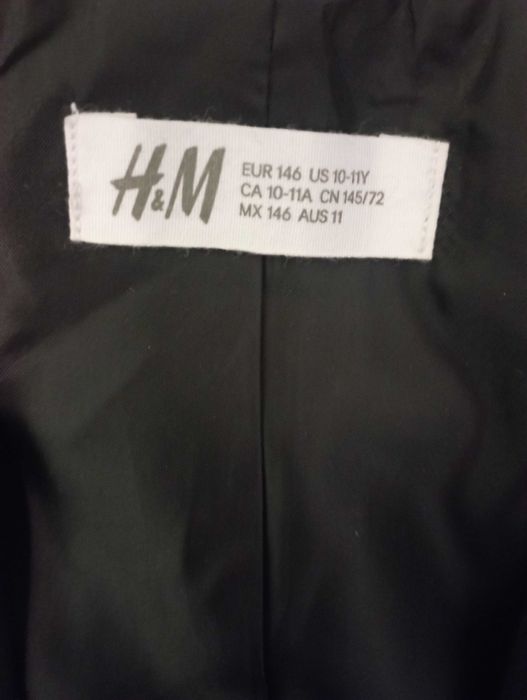 H&M
EUR 146 US 10-11Y
CA 10-11A CN 145/72
MX 146 AUS 11